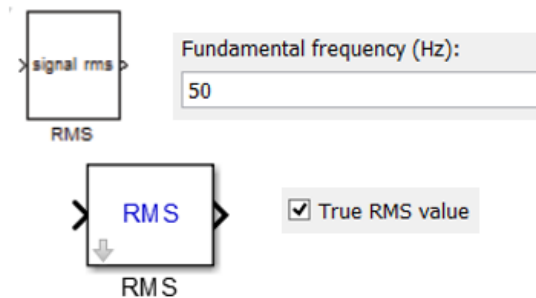 signal rms
RMS
Fundamental frequency (Hz):
50
RMS
True RMS value
RMS